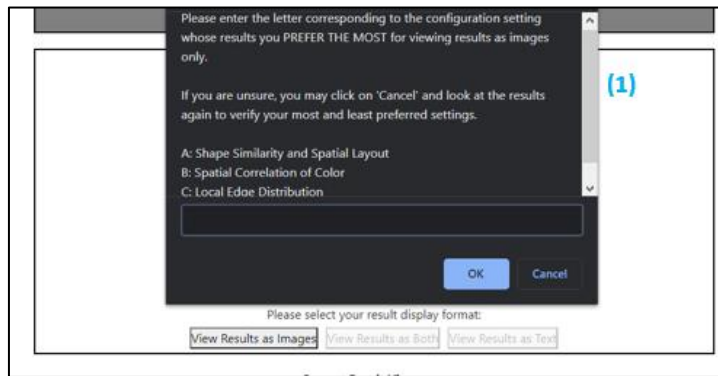 Please enter the letter corresponding to the configuration setting
whose results you PREFER THE MOST for viewing results as images
only.
If you are unsure, you may click on 'Cancel' and look at the results
again to verify your most and least preferred settings.
A: Shape Similarity and Spatial Layout
B: Spatial Correlation of Color
C: Local Edge Distribution
(1)
OK Cancel
Please select your result display format:
View Results as Images View Results as Both View Results as Text